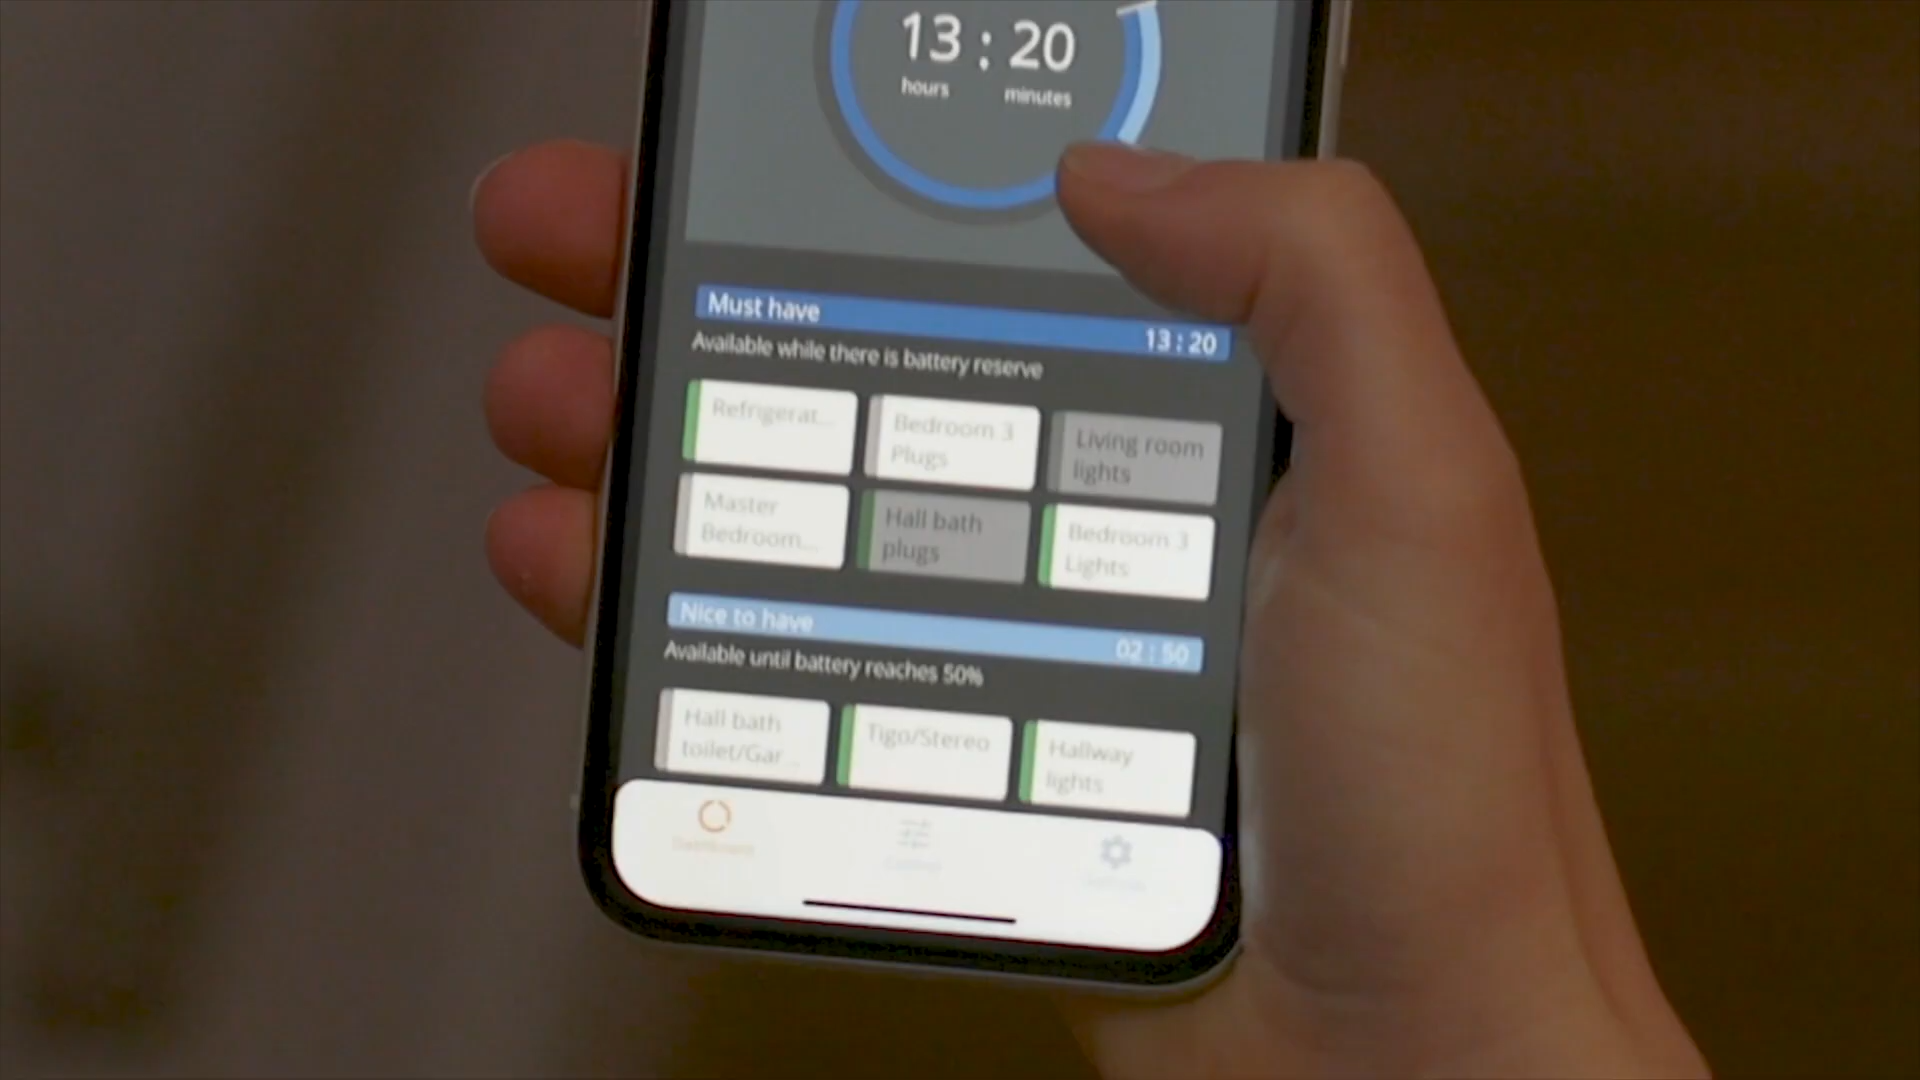 13 : 20
hours minutes
Must have 13 : 20
Available while there is battery reserve
Refrigerat...
Bedroom 3
Plugs
Living room
lights
Master
Bedroom...
Hall bath
plugs
Bedroom 3
Lights
Nice to have 02 : 50
Available until battery reaches 50%
Hall bath
toilet/Gar...
Tigo/Stereo
Hallway
lights
Dashboard